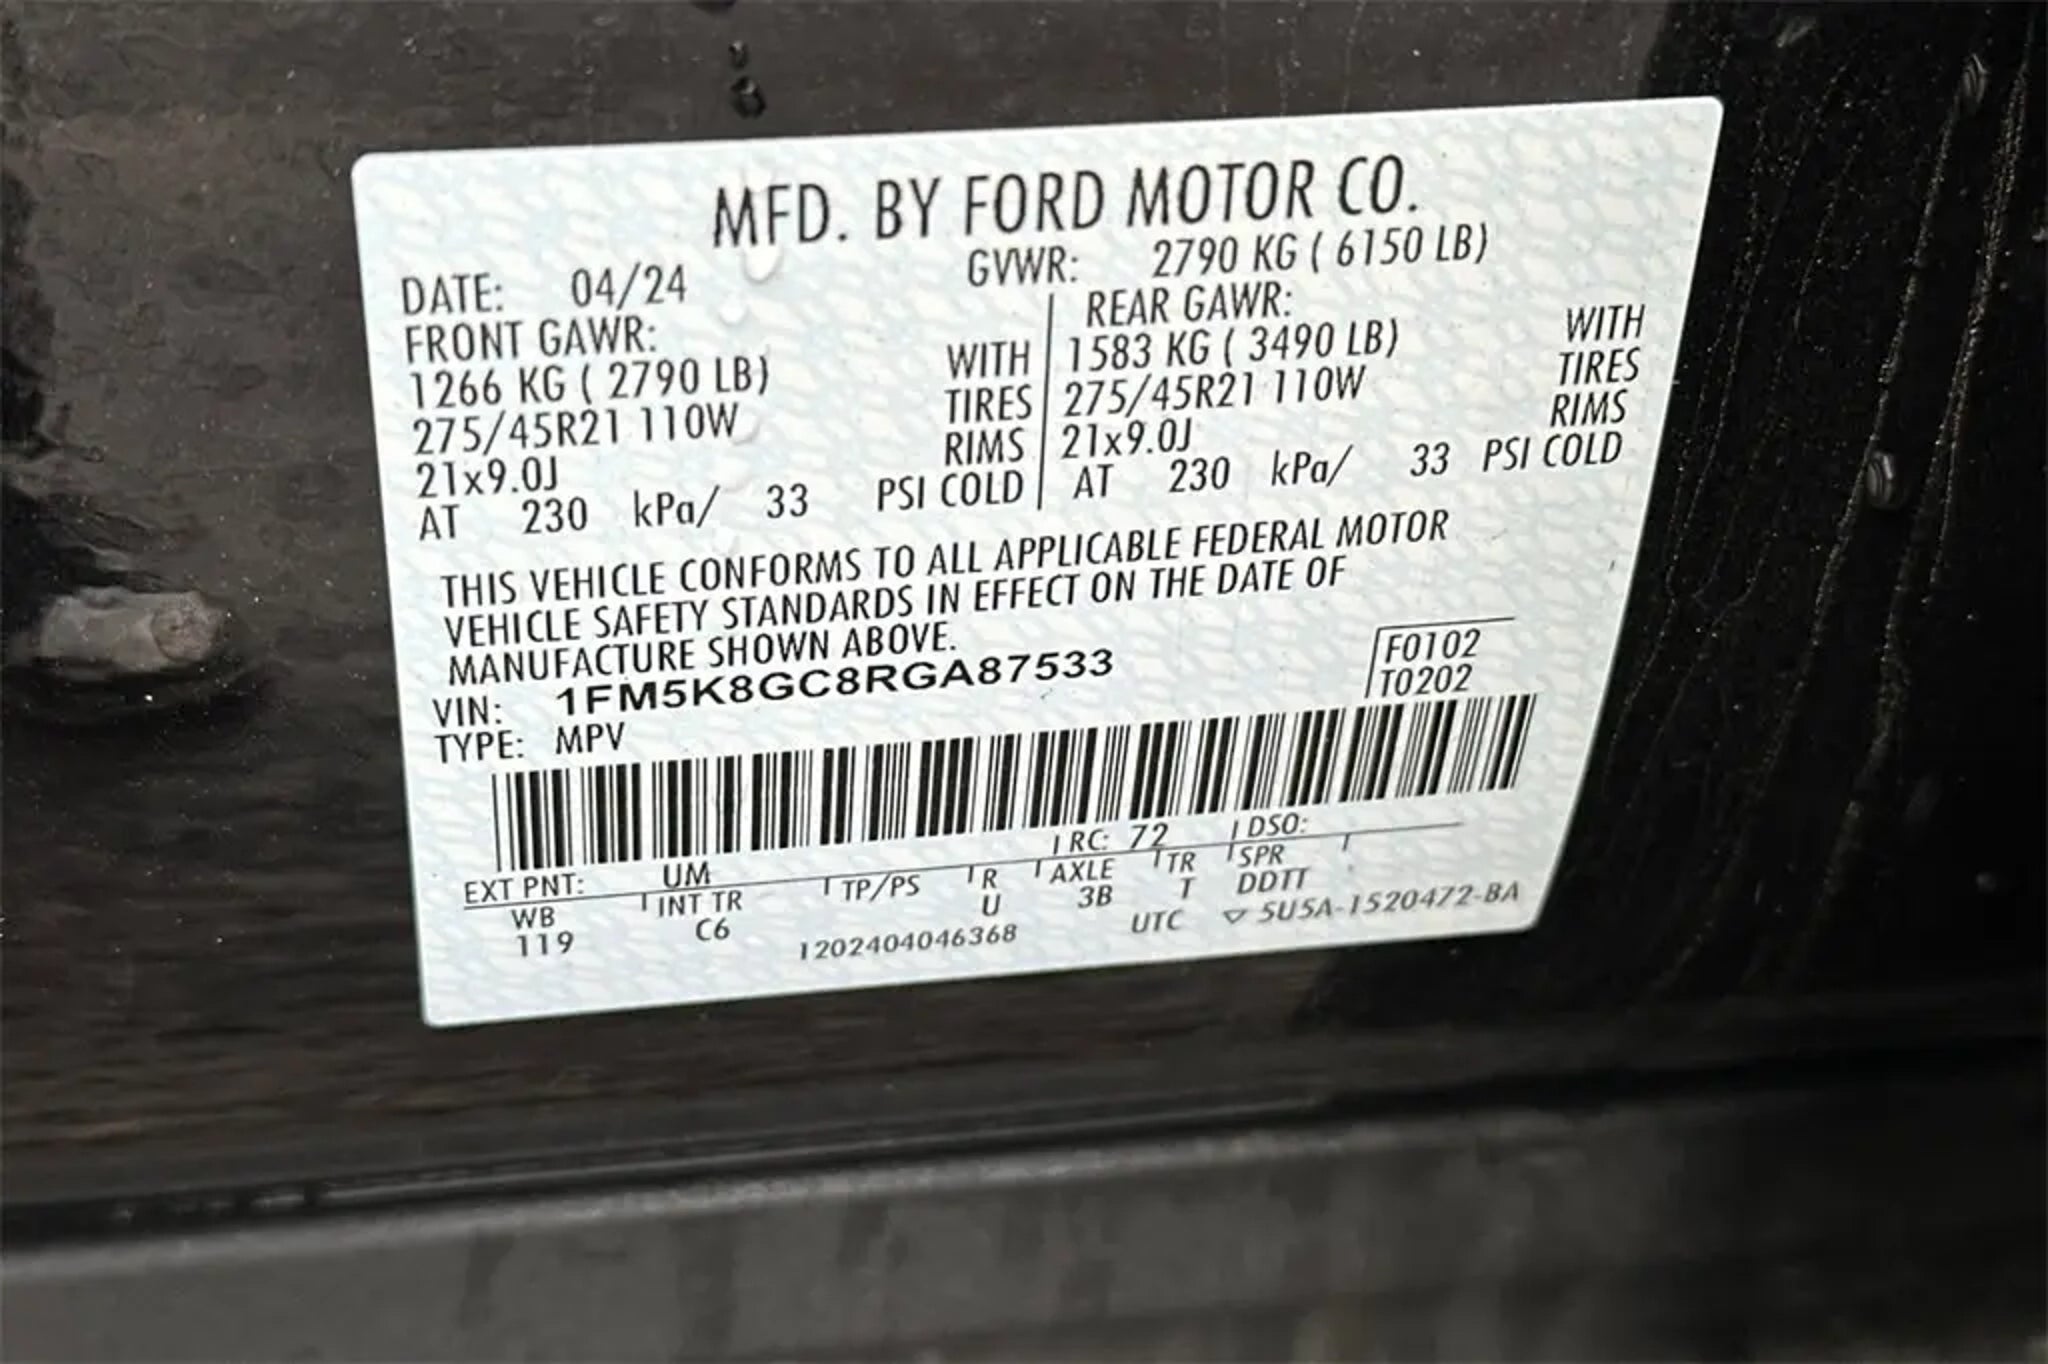 MFD. BY FORD MOTOR CO.
DATE: 04/24 GVWR: 2790 KG ( 6150 LB)
FRONT GAWR: REAR GAWR:
1266 KG ( 2790 LB) WITH 1583 KG ( 3490 LB) WITH
275/45R21 110W TIRES 275/45R21 110W TIRES
21x9.0J RIMS 21x9.0J RIMS
AT 230 kPa/ 33 PSI COLD AT 230 kPa/ 33 PSI COLD
THIS VEHICLE CONFORMS TO ALL APPLICABLE FEDERAL MOTOR
VEHICLE SAFETY STANDARDS IN EFFECT ON THE DATE OF
MANUFACTURE SHOWN ABOVE.
F0102
VIN: 1FM5K8GC8RGA87533 T0202
TYPE: MPV
EXT PNT: UM RC: 72 DSO:
WB INT TR TP/PS R AXLE TR SPR
119 C6 U 3B T DDTT
1202404046368 UTC ▽ 5U5A-1520472-BA